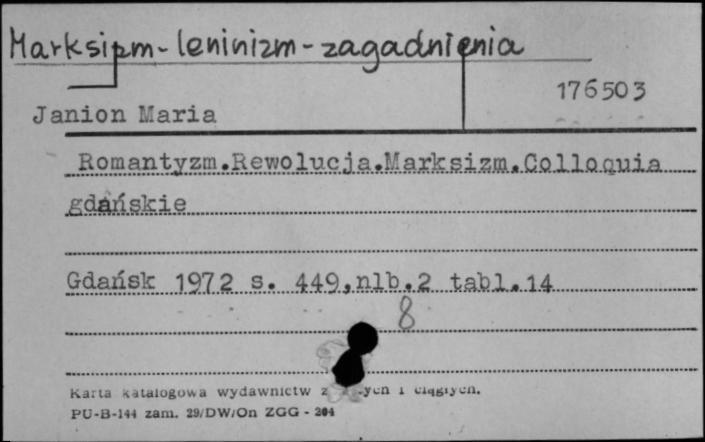 Marksizm-leninizm-zagadnienia
176503
Janion Maria
Romantyzm.Rewolucja.Marksizm.Colloquia
gdańskie
Gdańsk 1972 s. 449,nlb.2 tabl.14
8
Karta katalogowa wydawnictw i ciągłych.
PU-B-144 zam. 29/DW/On ZGG - 204